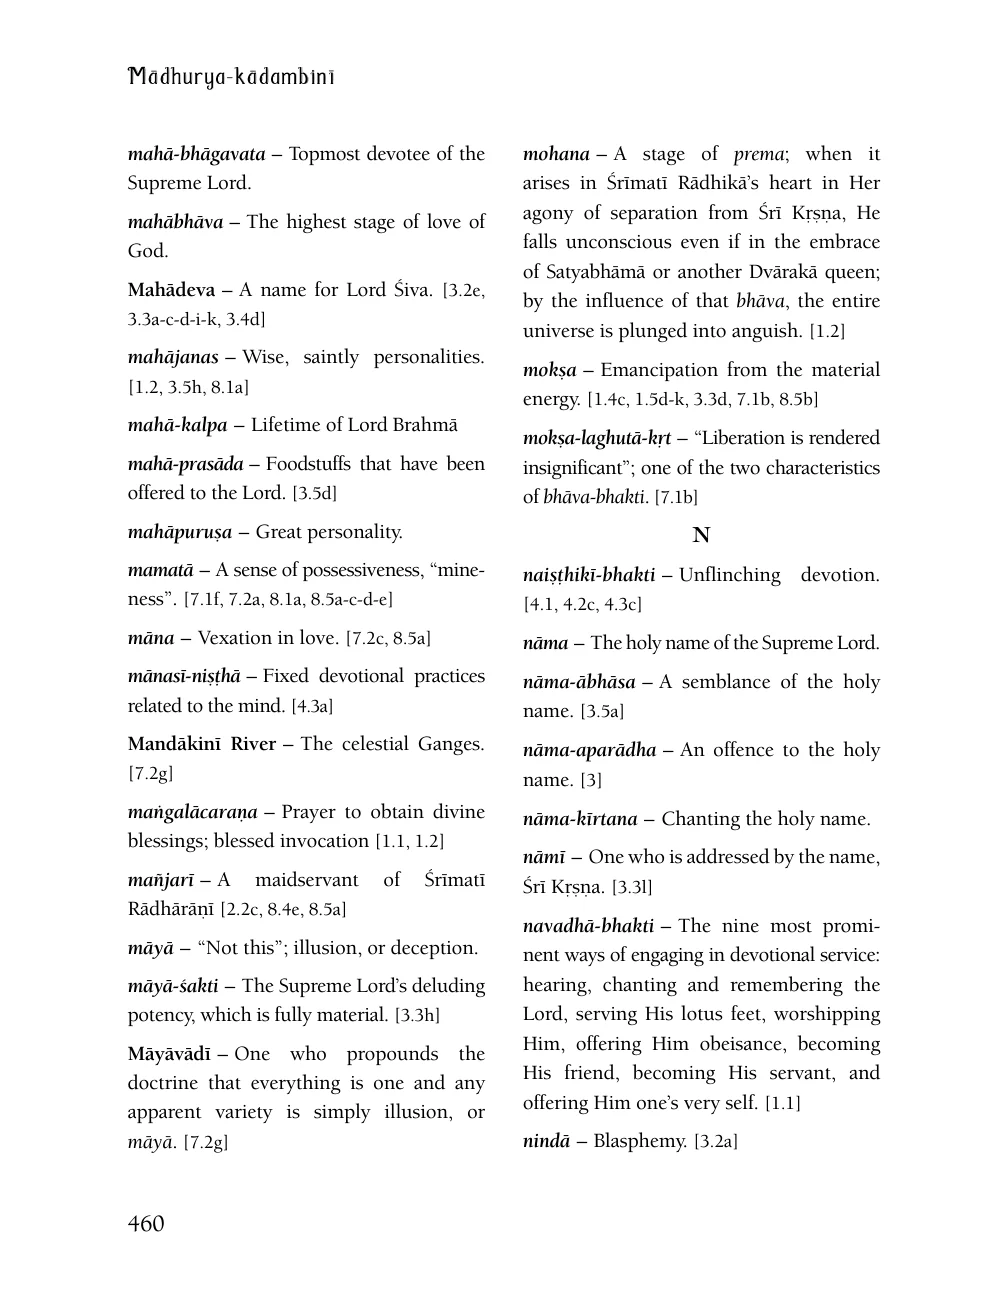 Mādhurya-kādambinī
mahā-bhāgavata – Topmost devotee of the
Supreme Lord.
mahābhāva – The highest stage of love of
God.
Mahādeva – A name for Lord Śiva. [3.2e,
3.3a-c-d-i-k, 3.4d]
mahājanas – Wise, saintly personalities.
[1.2, 3.5h, 8.1a]
mahā-kalpa – Lifetime of Lord Brahmā
mahā-prasāda – Foodstuffs that have been
offered to the Lord. [3.5d]
mahāpuruṣa – Great personality.
mamatā – A sense of possessiveness, “mine-
ness”. [7.1f, 7.2a, 8.1a, 8.5a-c-d-e]
māna – Vexation in love. [7.2c, 8.5a]
mānasī-niṣṭhā – Fixed devotional practices
related to the mind. [4.3a]
Mandākinī River – The celestial Ganges.
[7.2g]
maṅgalācaraṇa – Prayer to obtain divine
blessings; blessed invocation [1.1, 1.2]
mañjarī – A maidservant of Śrīmatī
Rādhārāṇī [2.2c, 8.4e, 8.5a]
māyā – “Not this”; illusion, or deception.
māyā-śakti – The Supreme Lord’s deluding
potency, which is fully material. [3.3h]
Māyāvādī – One who propounds the
doctrine that everything is one and any
apparent variety is simply illusion, or
māyā. [7.2g]
mohana – A stage of prema; when it
arises in Śrīmatī Rādhikā’s heart in Her
agony of separation from Śrī Kṛṣṇa, He
falls unconscious even if in the embrace
of Satyabhāmā or another Dvārakā queen;
by the influence of that bhāva, the entire
universe is plunged into anguish. [1.2]
mokṣa – Emancipation from the material
energy. [1.4c, 1.5d-k, 3.3d, 7.1b, 8.5b]
mokṣa-laghutā-kṛt – “Liberation is rendered
insignificant”; one of the two characteristics
of bhāva-bhakti. [7.1b]
N
naiṣṭhikī-bhakti – Unflinching devotion.
[4.1, 4.2c, 4.3c]
nāma – The holy name of the Supreme Lord.
nāma-ābhāsa – A semblance of the holy
name. [3.5a]
nāma-aparādha – An offence to the holy
name. [3]
nāma-kīrtana – Chanting the holy name.
nāmī – One who is addressed by the name,
Śrī Kṛṣṇa. [3.3l]
navadhā-bhakti – The nine most promi-
nent ways of engaging in devotional service:
hearing, chanting and remembering the
Lord, serving His lotus feet, worshipping
Him, offering Him obeisance, becoming
His friend, becoming His servant, and
offering Him one’s very self. [1.1]
nindā – Blasphemy. [3.2a]
460